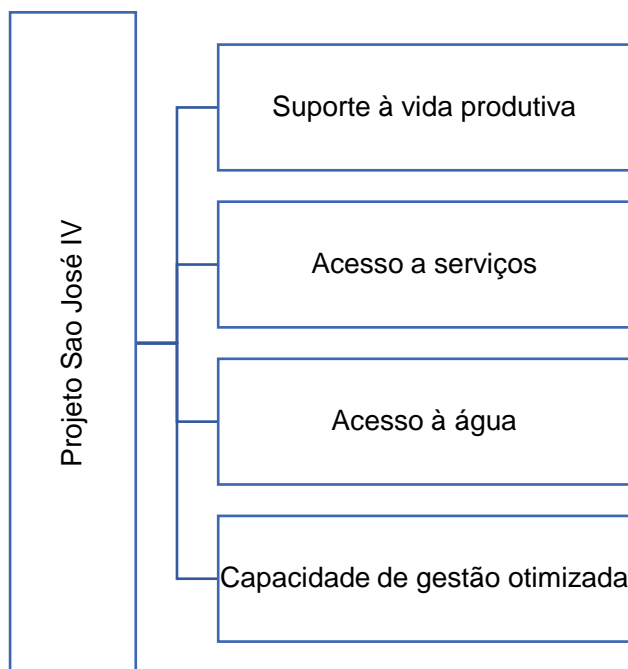 Projeto Sao José IV
Suporte à vida produtiva
Acesso a serviços
Acesso à água
Capacidade de gestão otimizada